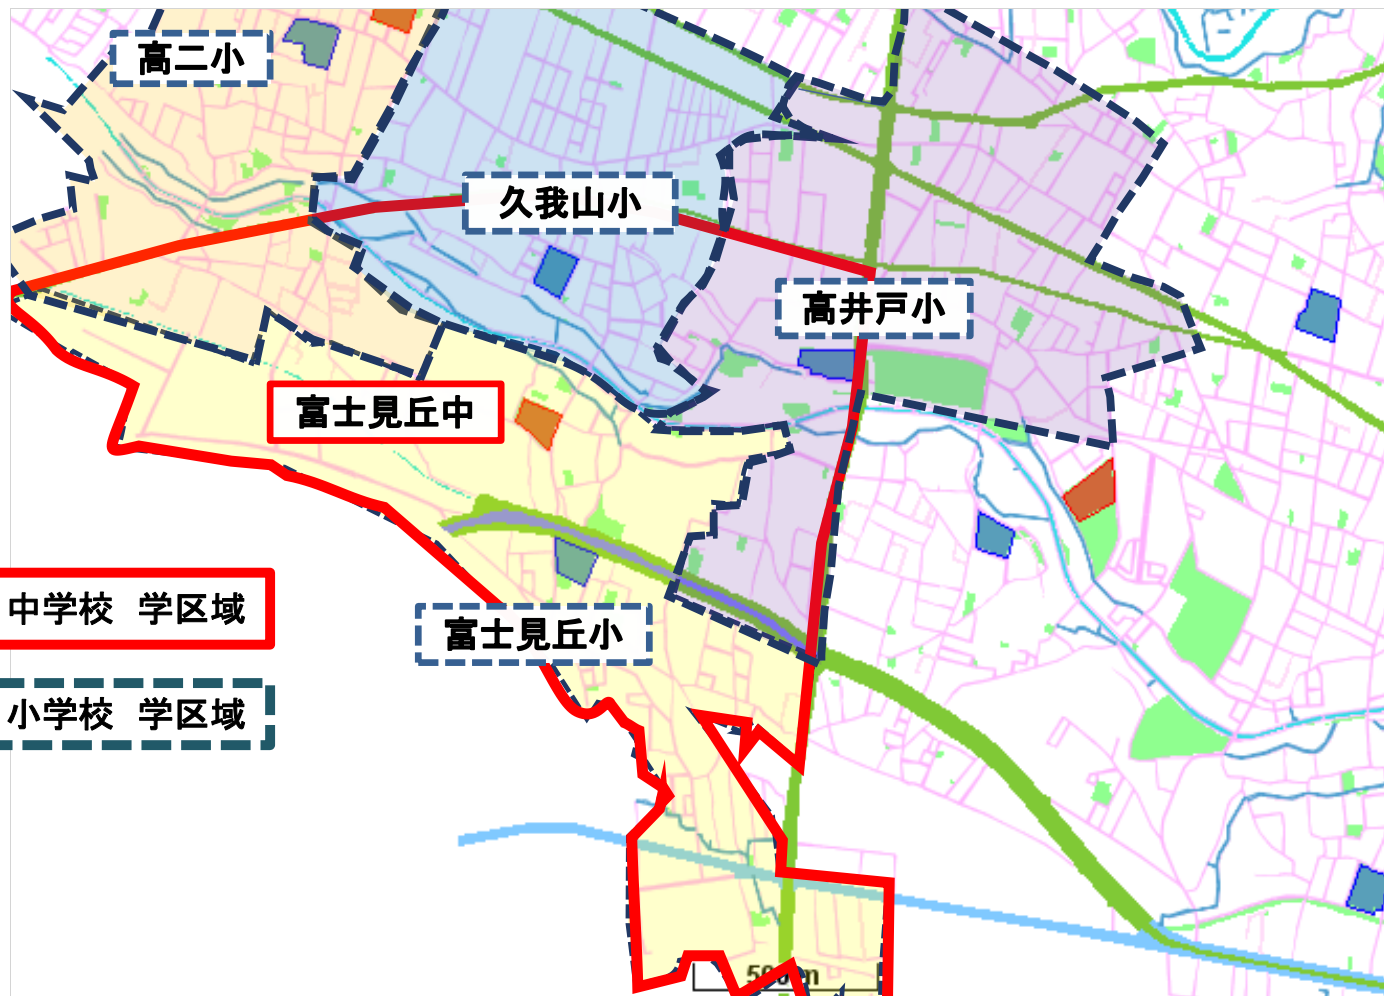 高二小
久我山小
高井戸小
富士見丘中
中学校 学区域
富士見丘小
小学校 学区域